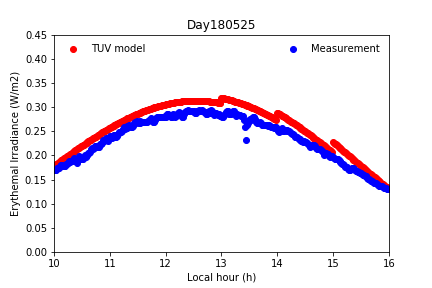 Day180525
TUV model
Measurement
Erythemal Irradiance (W/m2)
0.45
0.40
0.35
0.30
0.25
0.20
0.15
0.10
0.05
0.00
10 11 12 13 14 15 16
Local hour (h)